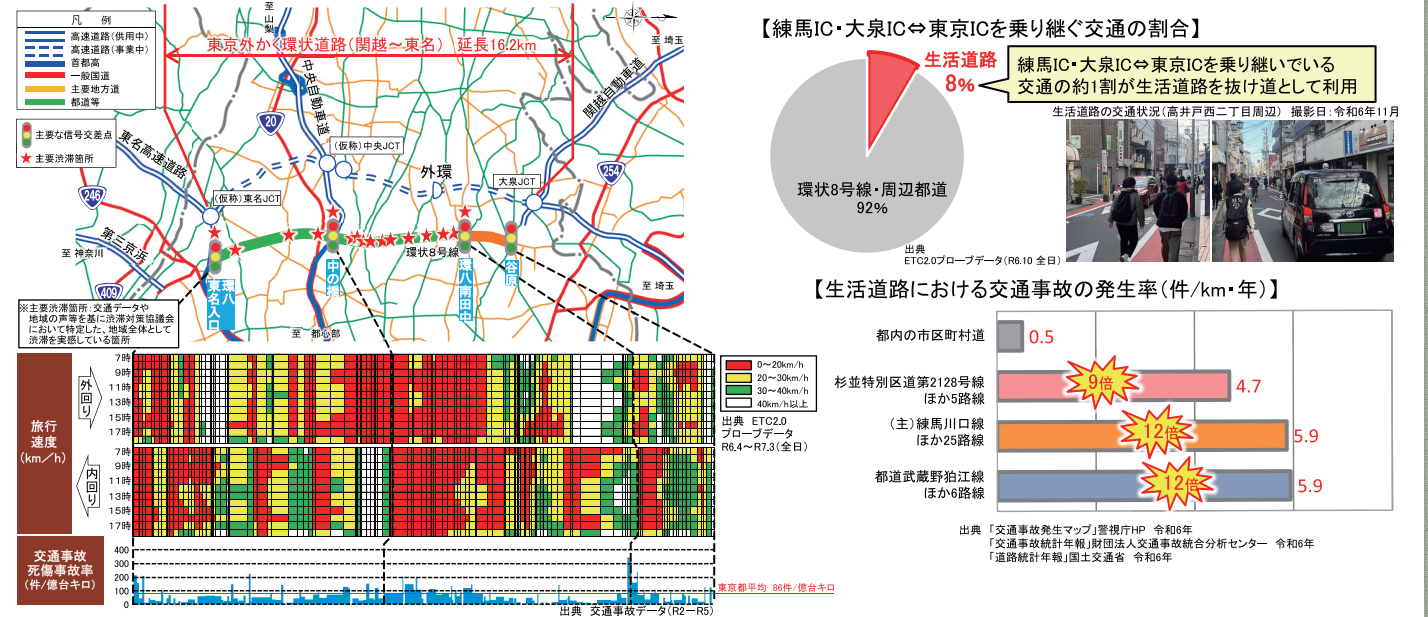 凡 例
高速道路(供用中)
高速道路(事業中)
首都高
一般国道
主要地方道
都道等
主要な信号交差点
主要渋滞箇所
至 山梨
至 埼玉
東京外かく環状道路(関越～東名) 延長16.2km
中央自動車道
関越自動車道
20
(仮称)中央JCT
東名高速道路
外環
大泉JCT
254
246
(仮称)東名JCT
第三京浜
至 神奈川
環状8号線
409
環八東名入口
中の橋
環八南田中
谷原
至 埼玉
至 都心部
※主要渋滞箇所:交通データや
地域の声等を基に渋滞対策協議会
において特定した、地域全体として
渋滞を実感している箇所
旅行
速度
(km/h)
外回り
7時
9時
11時
13時
15時
17時
内回り
7時
9時
11時
13時
15時
17時
0～20km/h
20～30km/h
30～40km/h
40km/h以上
出典 ETC2.0
プローブデータ
R6.4～R7.3(全日)
交通事故
死傷事故率
(件/億台キロ)
400
300
200
100
0
東京都平均 86件/億台キロ
出典 交通事故データ(R2－R5)
【練馬IC・大泉IC⇔東京ICを乗り継ぐ交通の割合】
生活道路
8%
練馬IC・大泉IC⇔東京ICを乗り継いでいる
交通の約1割が生活道路を抜け道として利用
環状8号線・周辺都道
92%
出典
ETC2.0プローブデータ(R6.10 全日)
生活道路の交通状況(高井戸西二丁目周辺) 撮影日:令和6年11月
【生活道路における交通事故の発生率(件/km・年)】
都内の市区町村道
0.5
杉並特別区道第2128号線
ほか5路線
9倍
4.7
(主)練馬川口線
ほか25路線
12倍
5.9
都道武蔵野狛江線
ほか6路線
12倍
5.9
出典 「交通事故発生マップ」警視庁HP 令和6年
「交通事故統計年報」財団法人交通事故統合分析センター 令和6年
「道路統計年報」国土交通省 令和6年